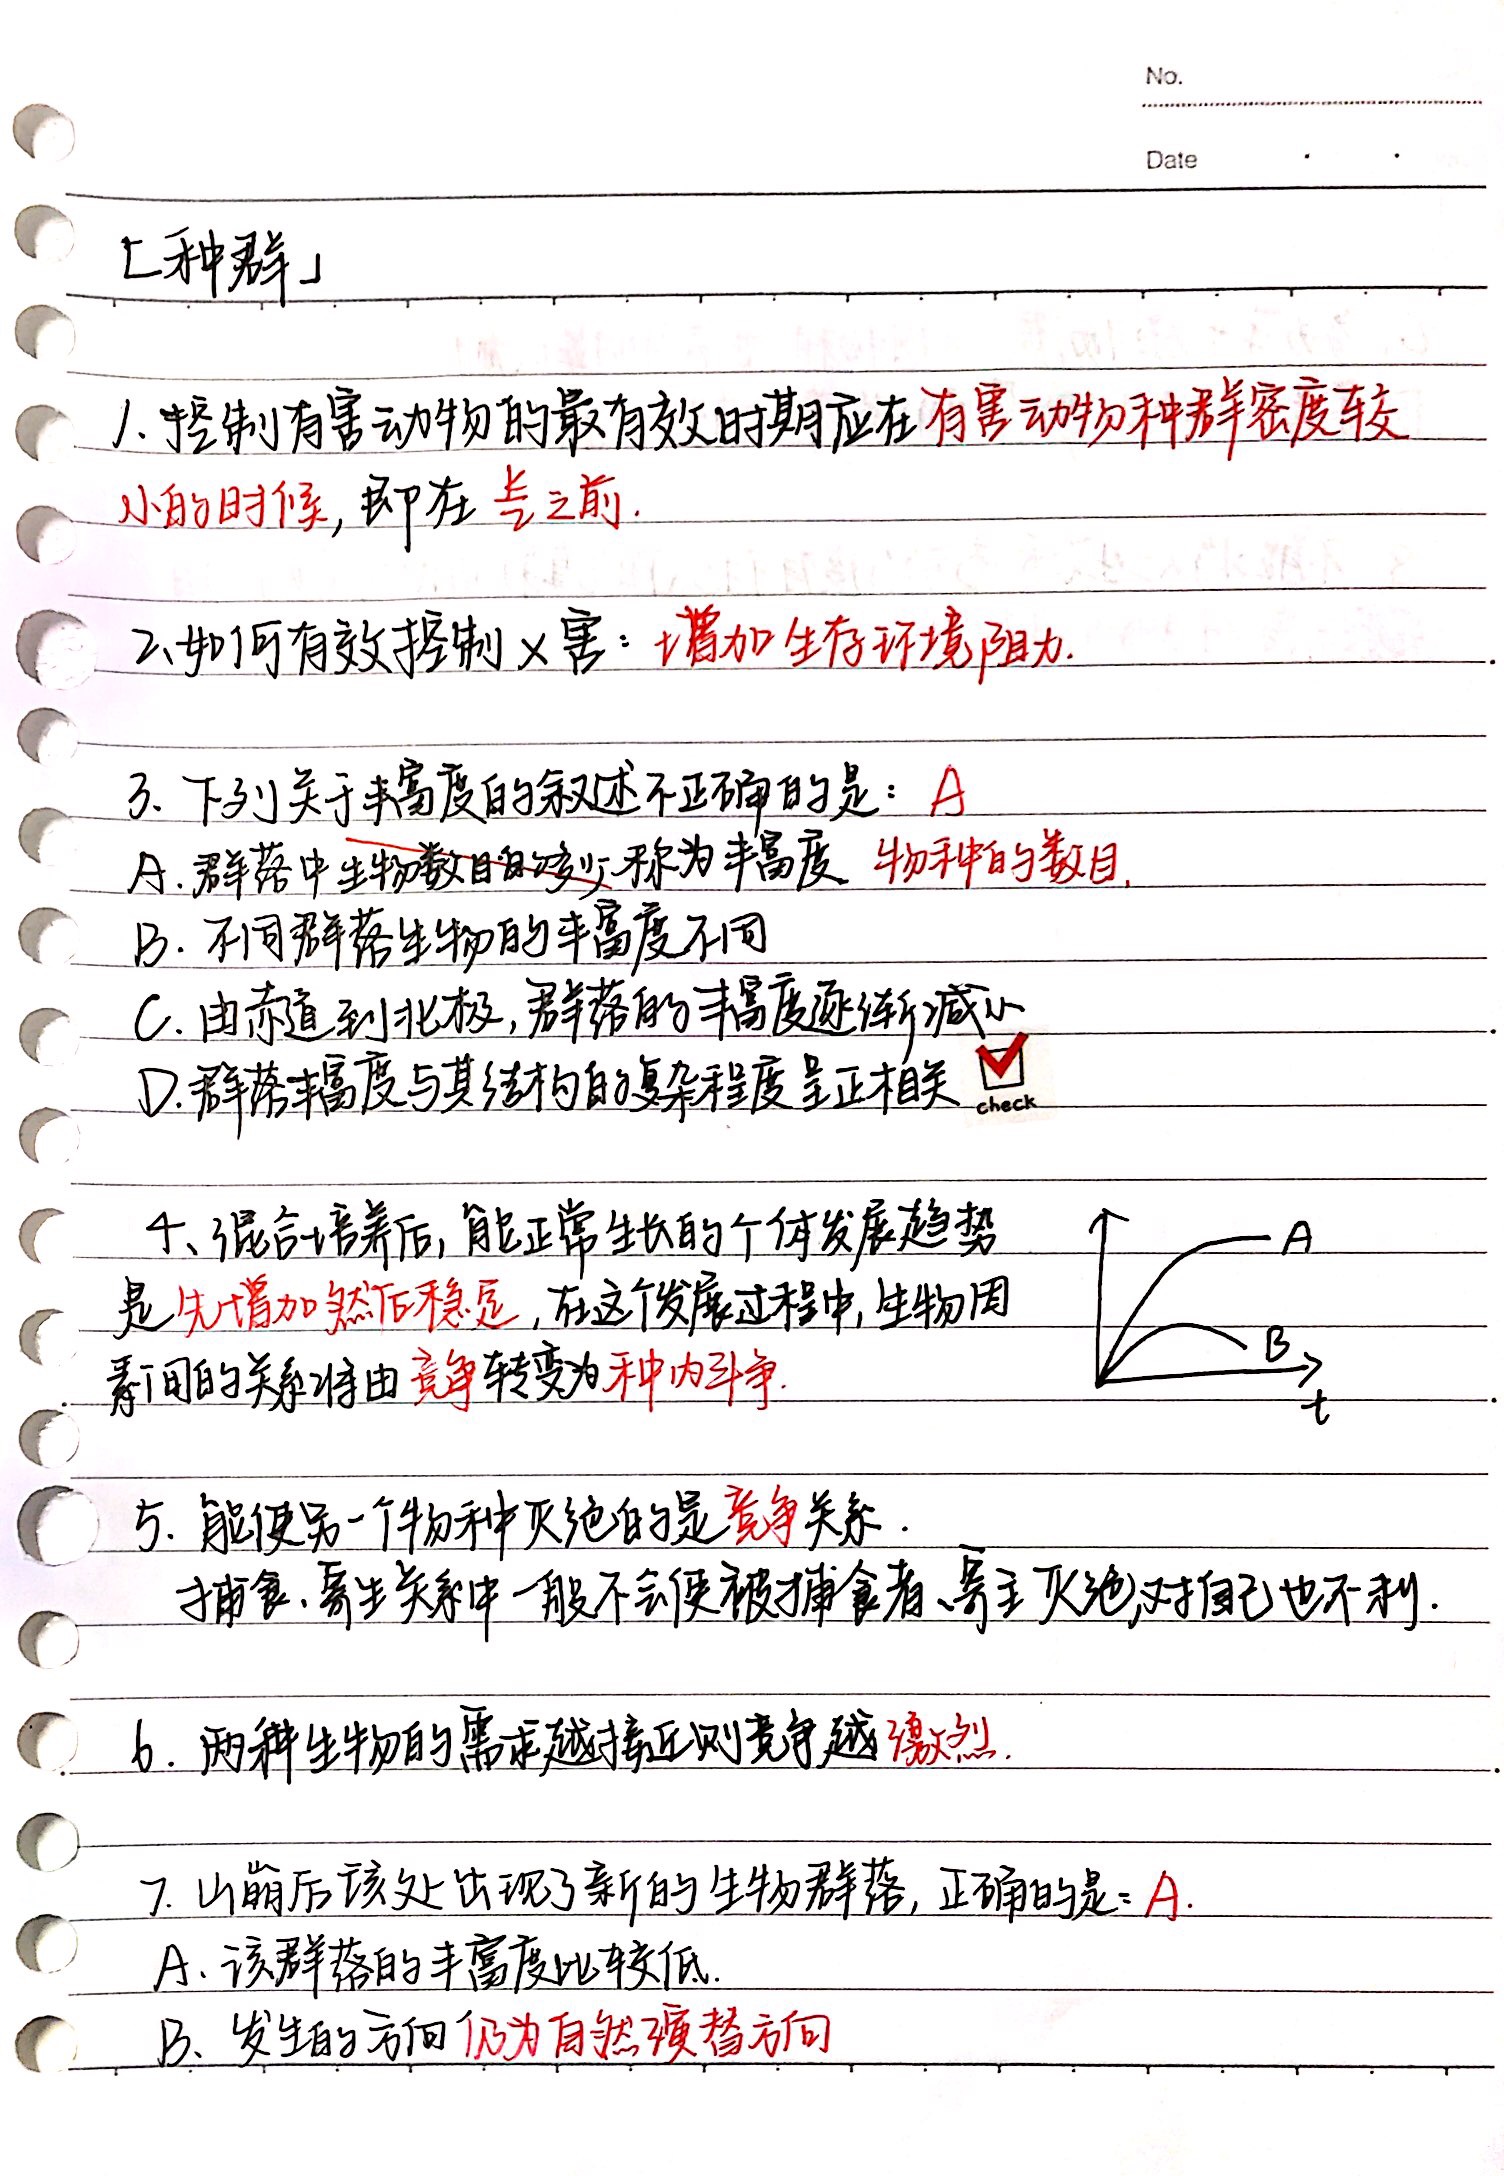 No.
Date
「种群」
1、控制有害动物的最有效时期应在有害动物种群密度较
小的时候，即在 K/2 之前.
2、如何有效控制×害：增加生存环境阻力.
3、下列关于丰富度的叙述不正确的是：A
A.群落中生物数目的多少称为丰富度 物种的数目.
B.不同群落生物的丰富度不同
C.由赤道到北极，群落的丰富度逐渐减小
D.群落丰富度与其结构的复杂程度呈正相关
check
4、混合培养后，能正常生长的个体发展趋势
A
是先增加然后稳定，在这个发展过程中，生物因
素间的关系将由竞争转变为种内斗争.
B
t
5.能使另一个物种灭绝的是竞争关系.
捕食、寄生关系中一般不会使被捕食者、寄主灭绝，对自己也不利.
6.两种生物的需求越接近则竞争越激烈.
7.山崩后该处出现了新的生物群落，正确的是：A.
A、该群落的丰富度比较低.
B、发生的方向仍为自然演替方向